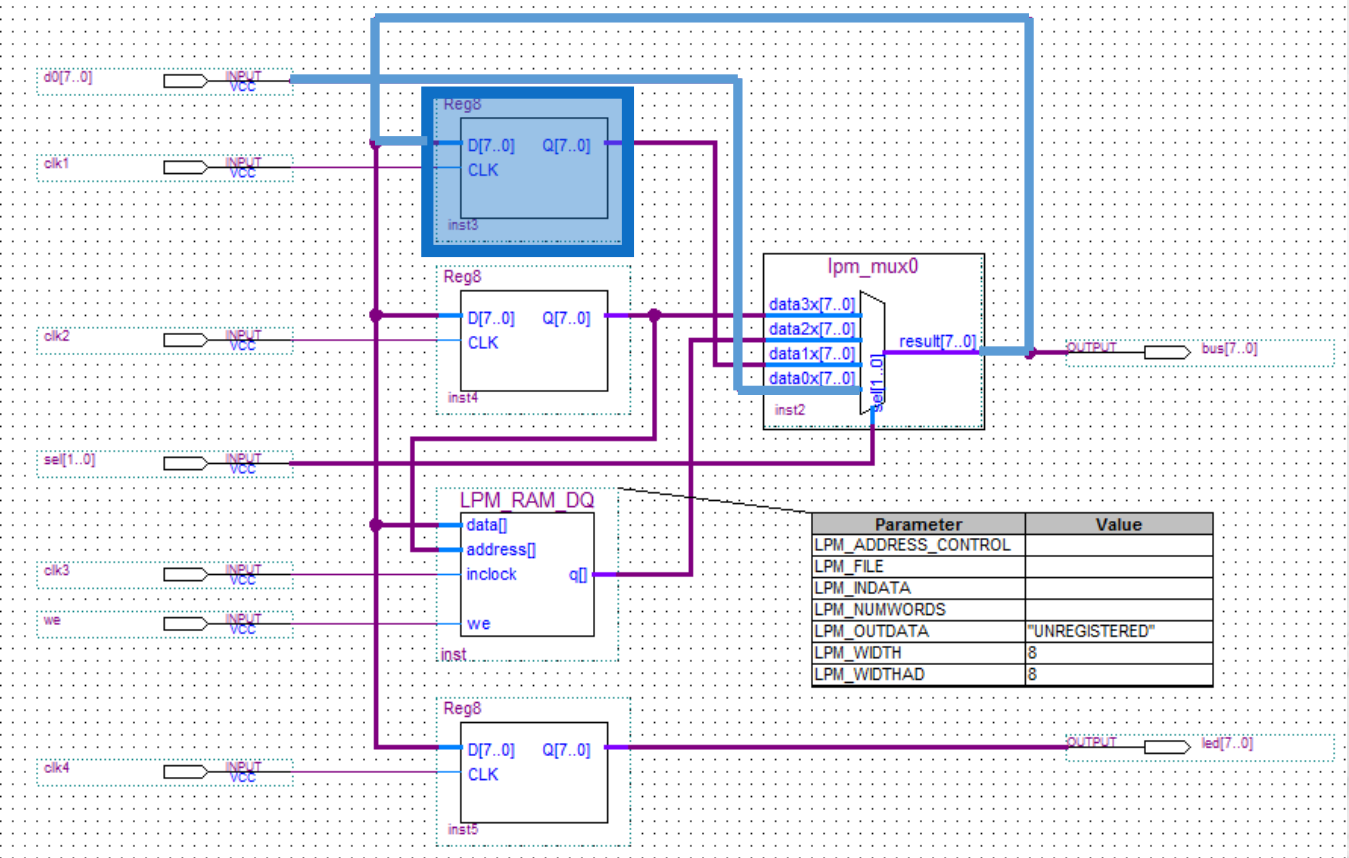 d0[7..0] INPUT VCC
Reg8
D[7..0] Q[7..0]
clk1 INPUT VCC
CLK
inst3
lpm_mux0
Reg8
data3x[7..0]
D[7..0] Q[7..0]
data2x[7..0]
clk2 INPUT VCC
CLK
result[7..0]
OUTPUT bus[7..0]
data1x[7..0]
data0x[7..0]
sel[1..0]
inst4
inst2
sel[1..0] INPUT VCC
LPM_RAM_DQ
data[]
address[]
clk3 INPUT VCC
inclock q[]
we INPUT VCC
we
inst
Parameter Value
LPM_ADDRESS_CONTROL
LPM_FILE
LPM_INDATA
LPM_NUMWORDS
LPM_OUTDATA "UNREGISTERED"
LPM_WIDTH 8
LPM_WIDTHAD 8
Reg8
D[7..0] Q[7..0]
OUTPUT led[7..0]
clk4 INPUT VCC
CLK
inst5